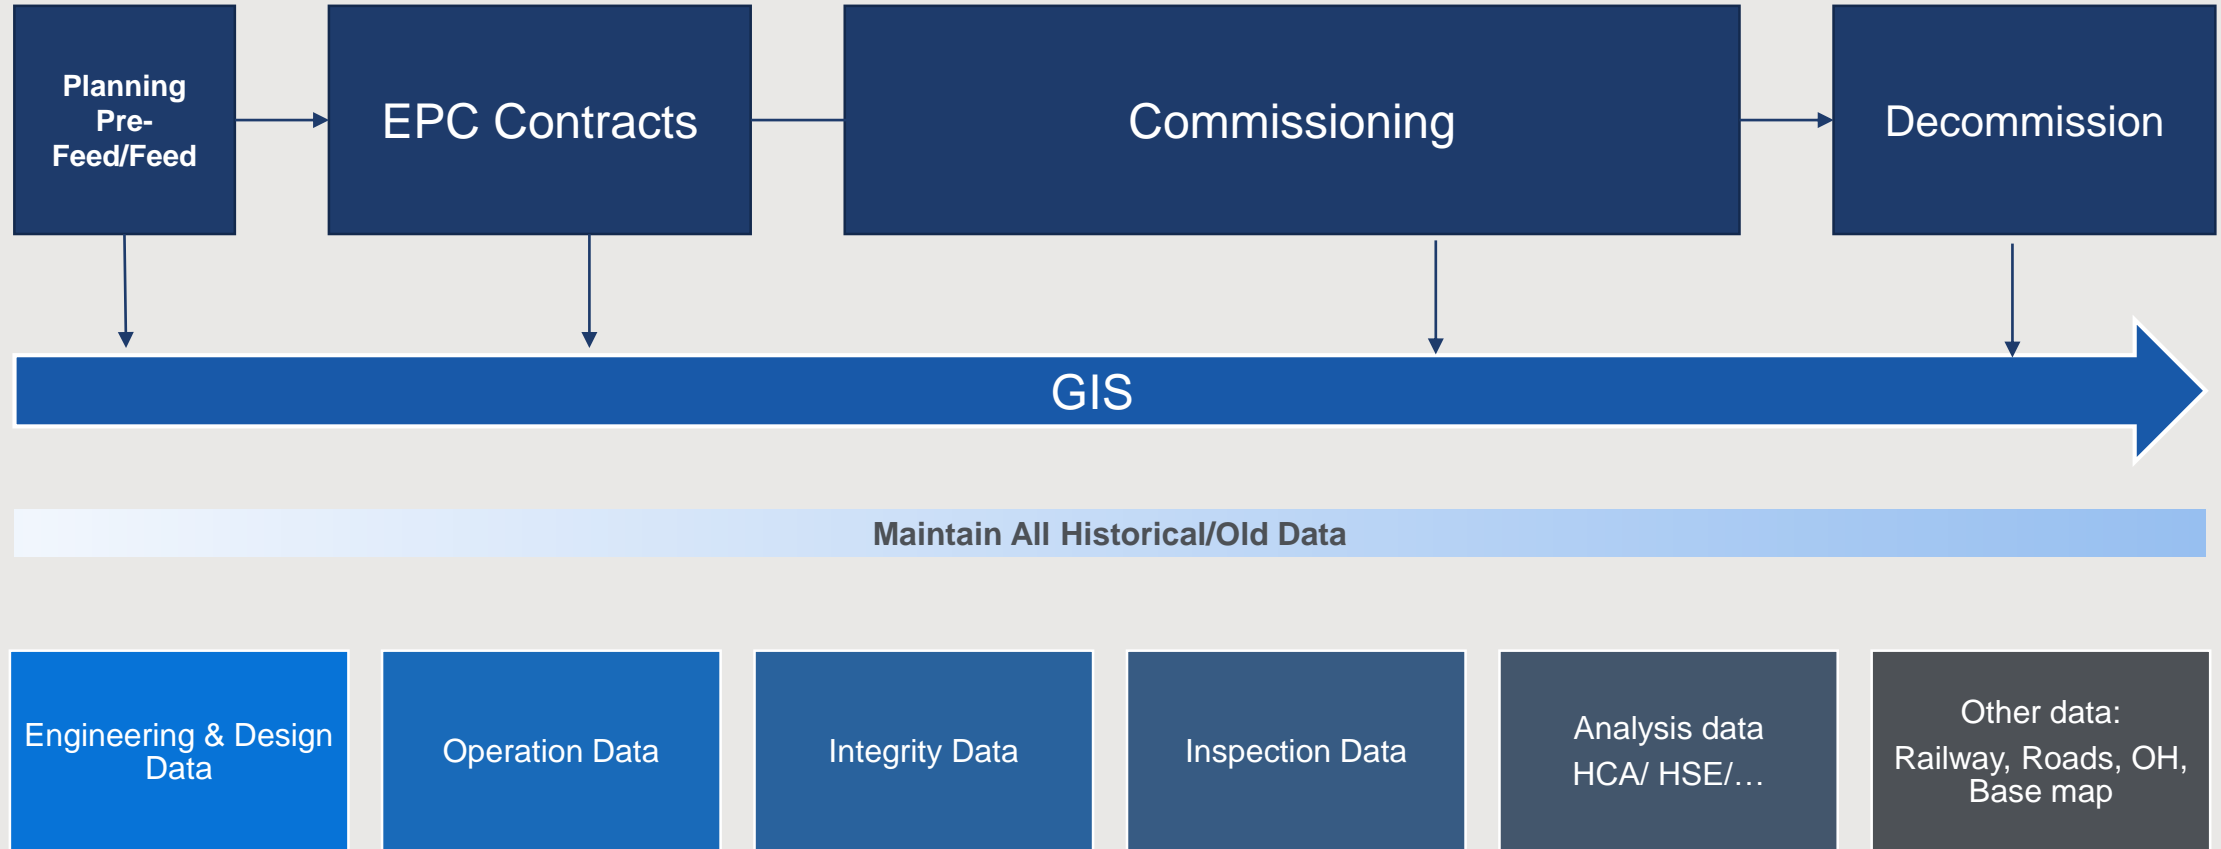 Planning
Pre-
Feed/Feed
EPC Contracts
Commissioning
Decommission
GIS
Maintain All Historical/Old Data
Engineering & Design
Data
Operation Data
Integrity Data
Inspection Data
Analysis data
HCA/ HSE/…
Other data:
Railway, Roads, OH,
Base map